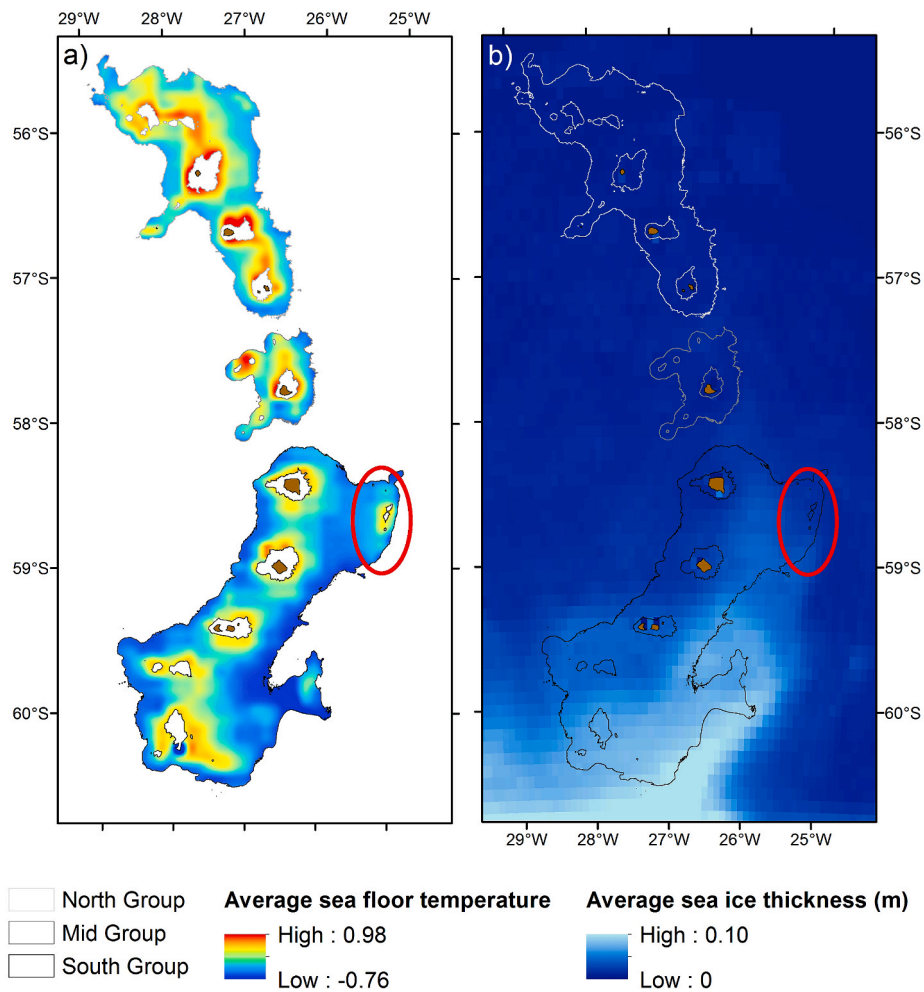 29°W 28°W 27°W 26°W 25°W
a)
b)
56°S 56°S
57°S 57°S
58°S 58°S
59°S 59°S
60°S 60°S
29°W 28°W 27°W 26°W 25°W 24°W
North Group
Mid Group
South Group
Average sea floor temperature
High : 0.98
Low : -0.76
Average sea ice thickness (m)
High : 0.10
Low : 0